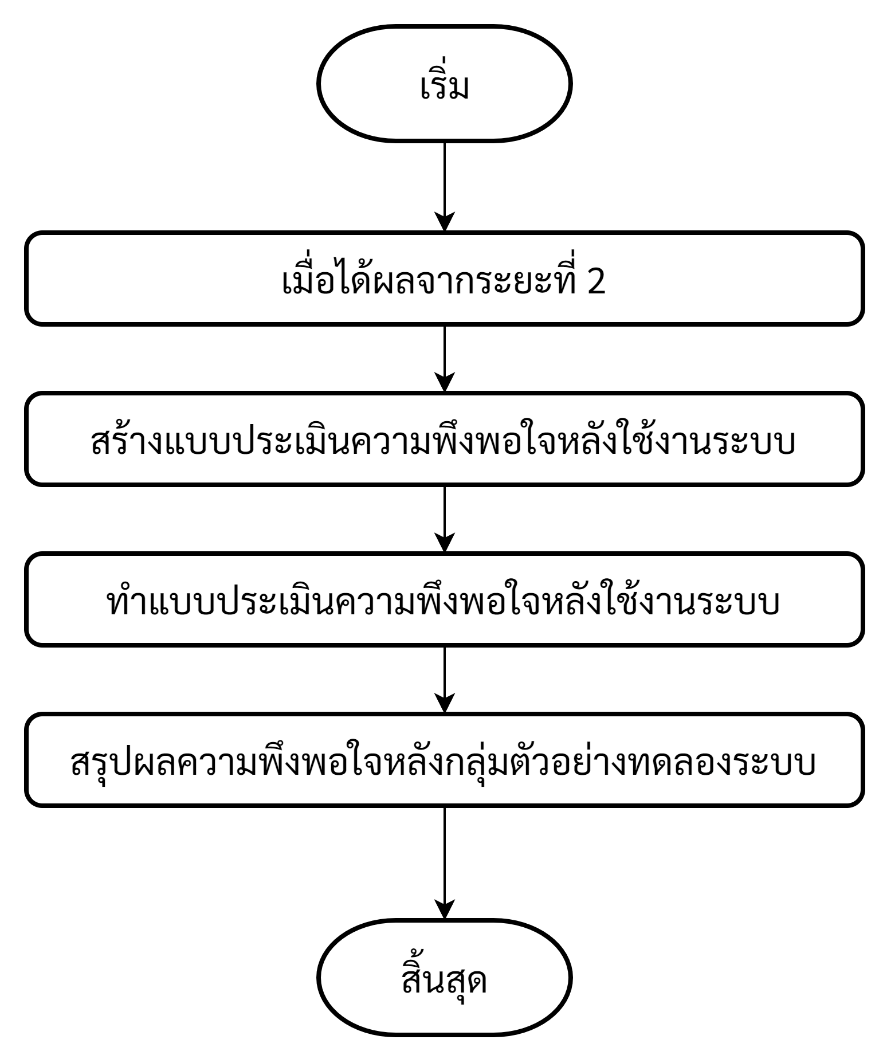 เริ่ม
เมื่อได้ผลจากระยะที่ 2
สร้างแบบประเมินความพึงพอใจหลังใช้งานระบบ
ทำแบบประเมินความพึงพอใจหลังใช้งานระบบ
สรุปผลความพึงพอใจหลังกลุ่มตัวอย่างทดลองระบบ
สิ้นสุด